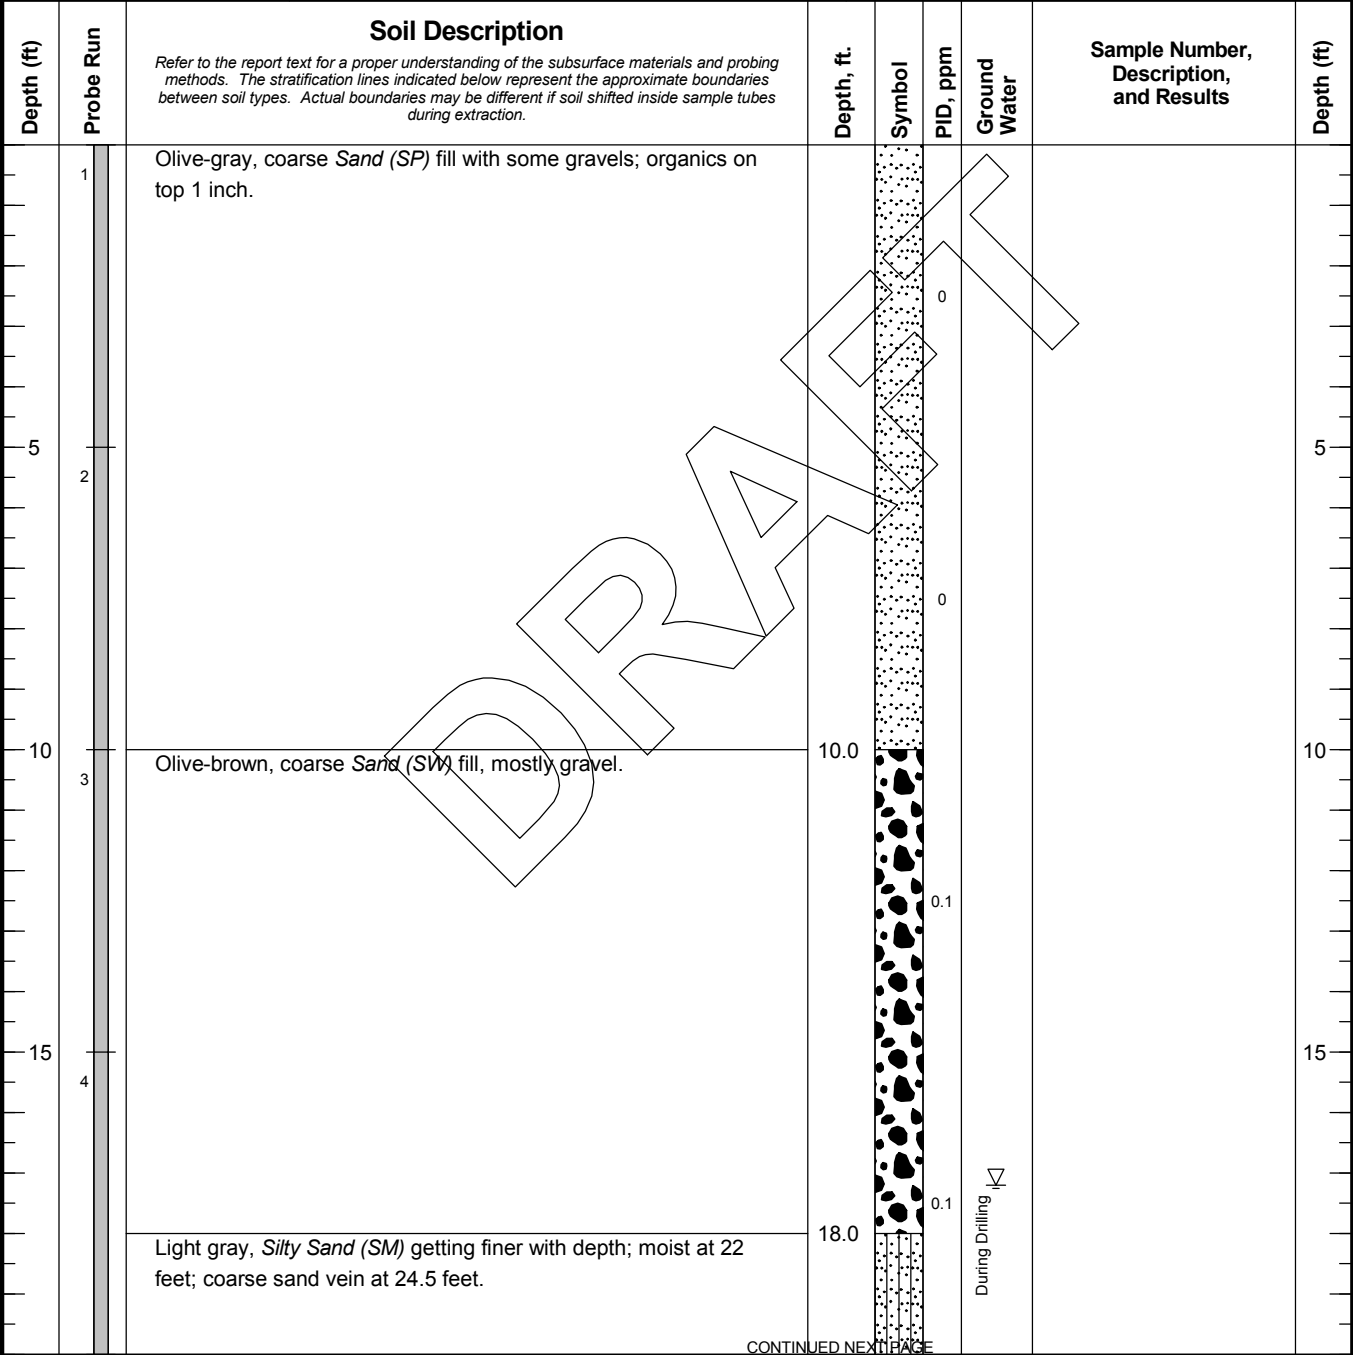 Depth (ft)
Probe Run
Soil Description
Refer to the report text for a proper understanding of the subsurface materials and probing
methods. The stratification lines indicated below represent the approximate boundaries
between soil types. Actual boundaries may be different if soil shifted inside sample tubes
during extraction.
Depth, ft.
Symbol
PID, ppm
Ground
Water
Sample Number,
Description,
and Results
Depth (ft)
1
Olive-gray, coarse Sand (SP) fill with some gravels; organics on
top 1 inch.
0
5
5
2
0
DRAFT
10
10.0
10
Olive-brown, coarse Sand (SW) fill, mostly gravel.
3
0.1
15
15
4
0.1
During Drilling
18.0
Light gray, Silty Sand (SM) getting finer with depth; moist at 22
feet; coarse sand vein at 24.5 feet.
CONTINUED NEXT PAGE